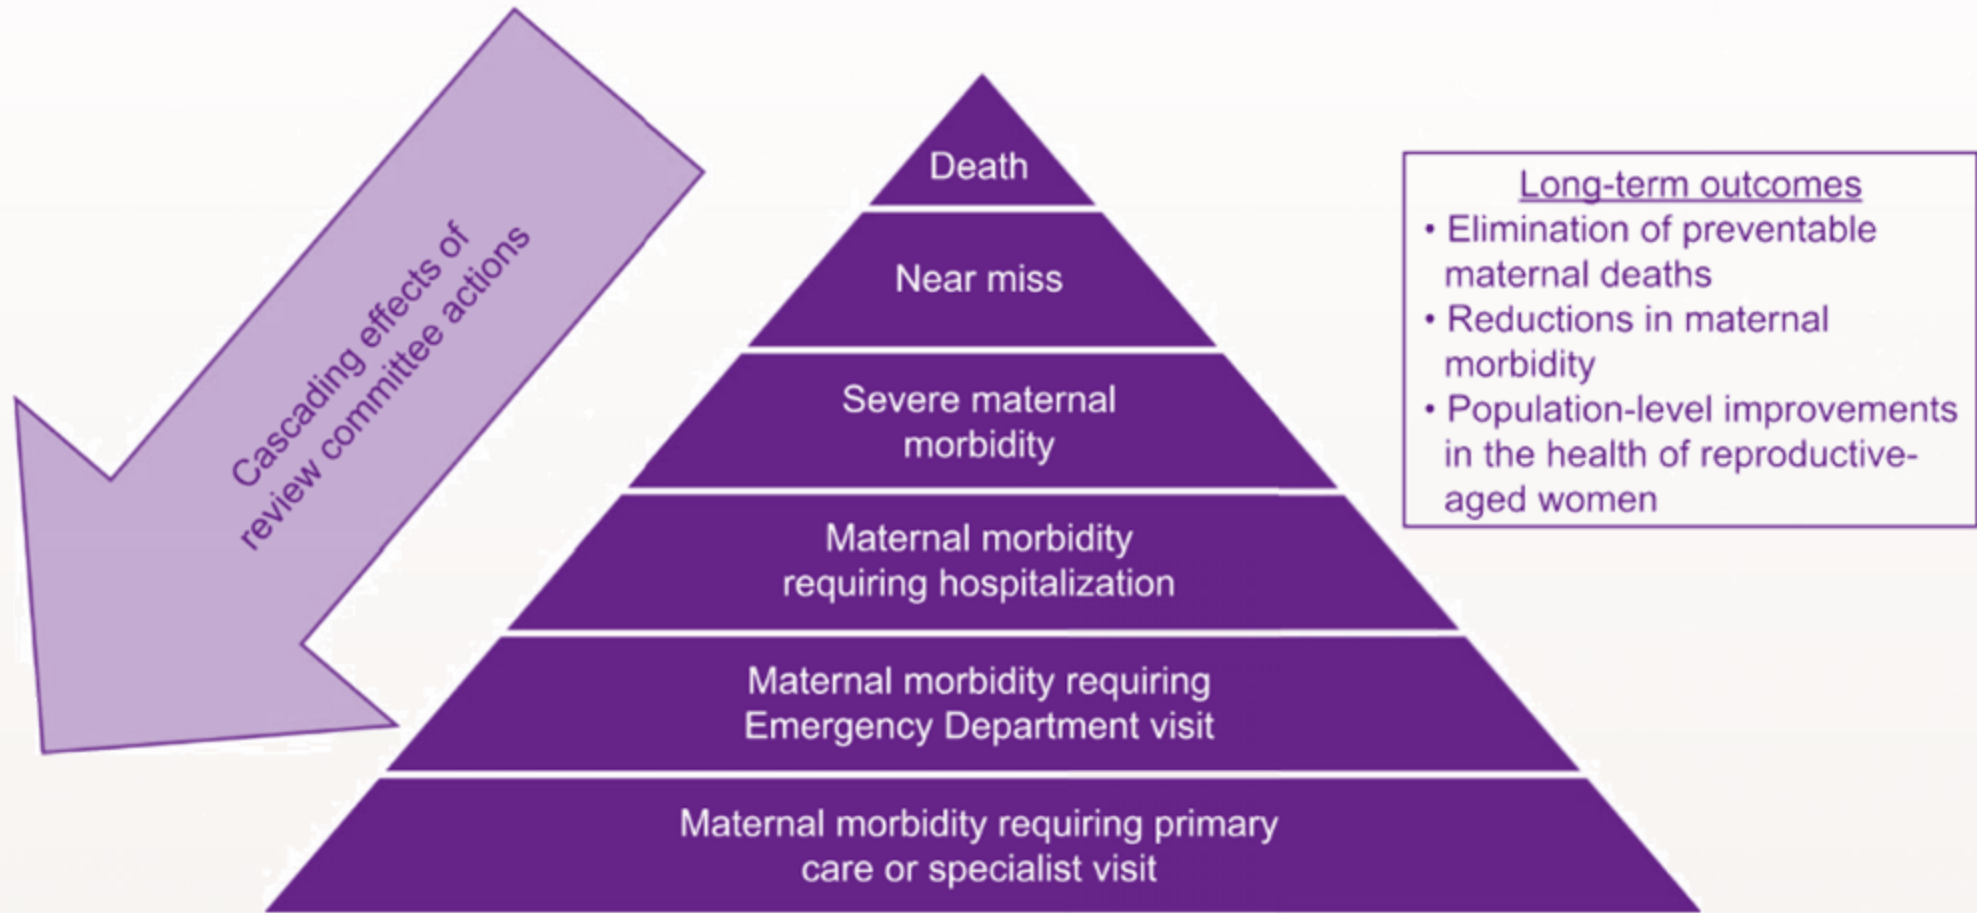 Cascading effects of
review committee actions
Death
Near miss
Severe maternal
morbidity
Maternal morbidity
requiring hospitalization
Maternal morbidity requiring
Emergency Department visit
Maternal morbidity requiring primary
care or specialist visit
Long-term outcomes
• Elimination of preventable
maternal deaths
• Reductions in maternal
morbidity
• Population-level improvements
in the health of reproductive-
aged women